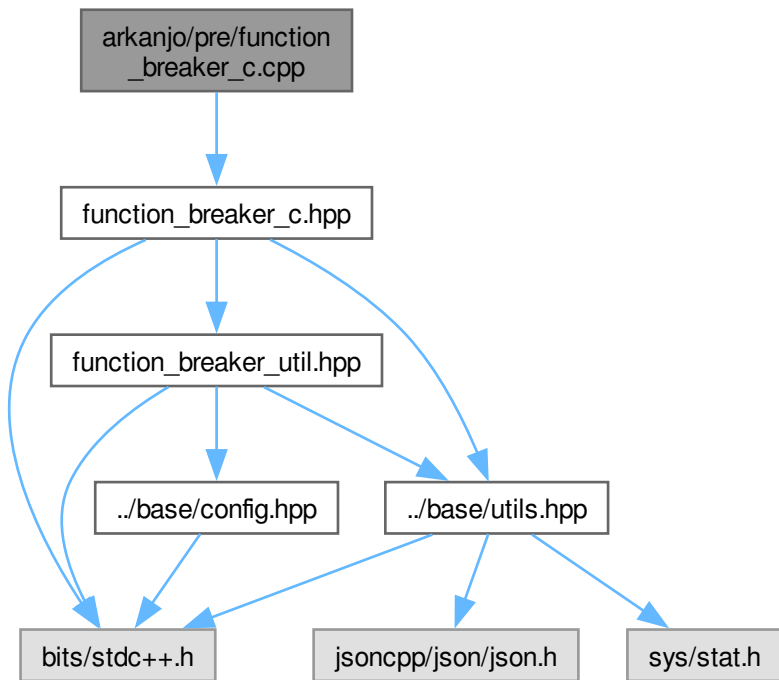 arkanjo/pre/function
_breaker_c.cpp
function_breaker_c.hpp
function_breaker_util.hpp
../base/config.hpp
../base/utils.hpp
bits/stdc++.h
jsoncpp/json/json.h
sys/stat.h